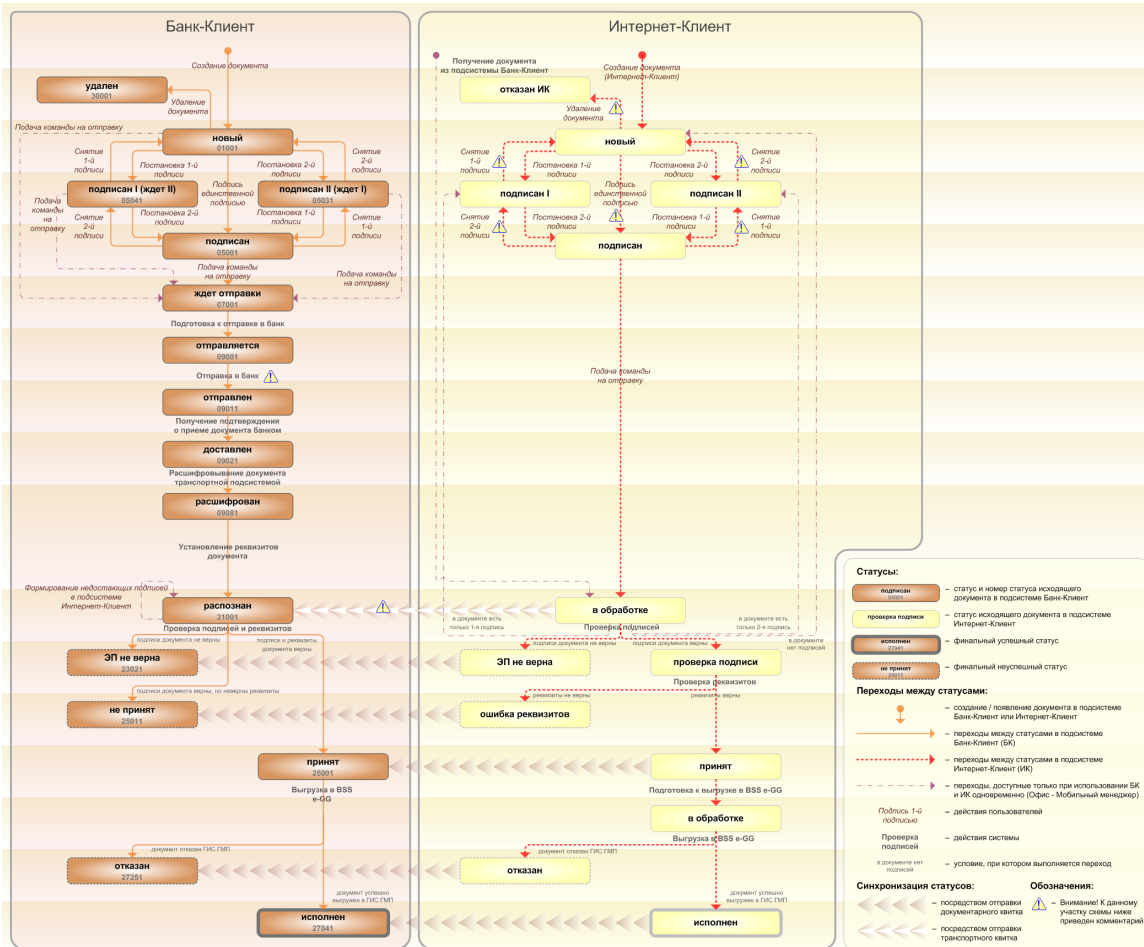 Банк-Клиент
Создание документа
удален
30001
Удаление
документа
Подача команды на отправку
новый
01001
Снятие
1-й
подписи
Постановка 1-й
подписи
Постановка 2-й
подписи
Снятие
2-й
подписи
подписан I (ждет II)
05041
Подпись
единственной
подписью
подписан II (ждет I)
05031
Подача
команды
на
отправку
Снятие
2-й
подписи
Постановка 2-й
подписи
Постановка 1-й
подписи
Снятие
1-й
подписи
подписан
05001
Подача команды
на отправку
Подача команды
на отправку
ждет отправки
07001
Подготовка к отправке в банк
отправляется
09001
Отправка в банк
отправлен
09011
Получение подтверждения
о приеме документа банком
доставлен
09021
Расшифровывание документа
транспортной подсистемой
расшифрован
09081
Установление реквизитов
документа
Формирование недостающих подписей
в подсистеме
Интернет-Клиент
распознан
21001
Проверка подписей и реквизитов
подписи документа не верны
подписи и реквизиты
документа верны
ЭП не верна
23021
подписи документа верны, но неверны реквизиты
не принят
25011
принят
25001
Выгрузка в BSS
e-GG
документ отказан ГИС ГМП
отказан
27251
документ успешно
выгружен в ГИС ГМП
исполнен
27041
Интернет-Клиент
Получение документа
из подсистемы Банк-Клиент
Создание документа
(Интернет-Клиент)
отказан ИК
Удаление
документа
новый
Снятие
1-й
подписи
Постановка 1-й
подписи
Постановка 2-й
подписи
Снятие
2-й
подписи
подписан I
Подпись
единственной
подписью
подписан II
Снятие
2-й
подписи
Постановка 2-й
подписи
Постановка 1-й
подписи
Снятие
1-й
подписи
подписан
Подача команды
на отправку
в обработке
в документе есть
только 1-я подпись
Проверка подписей
в документе есть
только 2-я подпись
в документе
нет подписей
подписи документа не верны
подписи документа верны
ЭП не верна
проверка подписи
Проверка реквизитов
реквизиты не верны
реквизиты верны
ошибка реквизитов
принят
Подготовка к выгрузке в BSS e-GG
в обработке
Выгрузка в BSS e-GG
документ отказан ГИС ГМП
отказан
документ успешно
выгружен в ГИС ГМП
исполнен
Статусы:
подписан
05001
– статус и номер статуса исходящего
документа в подсистеме Банк-Клиент
проверка подписи
– статус исходящего документа в подсистеме
Интернет-Клиент
исполнен
27041
– финальный успешный статус
не принят
25011
– финальный неуспешный статус
Переходы между статусами:
– создание / появление документа в подсистеме
Банк-Клиент или Интернет-Клиент
– переходы между статусами в подсистеме
Банк-Клиент (БК)
– переходы между статусами в подсистеме
Интернет-Клиент (ИК)
– переходы, доступные только при использовании БК
и ИК одновременно (Офис - Мобильный менеджер)
Подпись 1-й
подписью
– действия пользователей
Проверка
подписей
– действия системы
в документе нет
подписей
– условие, при котором выполняется переход
Синхронизация статусов:
– посредством отправки
документарного квитка
– посредством отправки
транспортного квитка
Обозначения:
– Внимание! К данному
участку схемы ниже
приведен комментарий